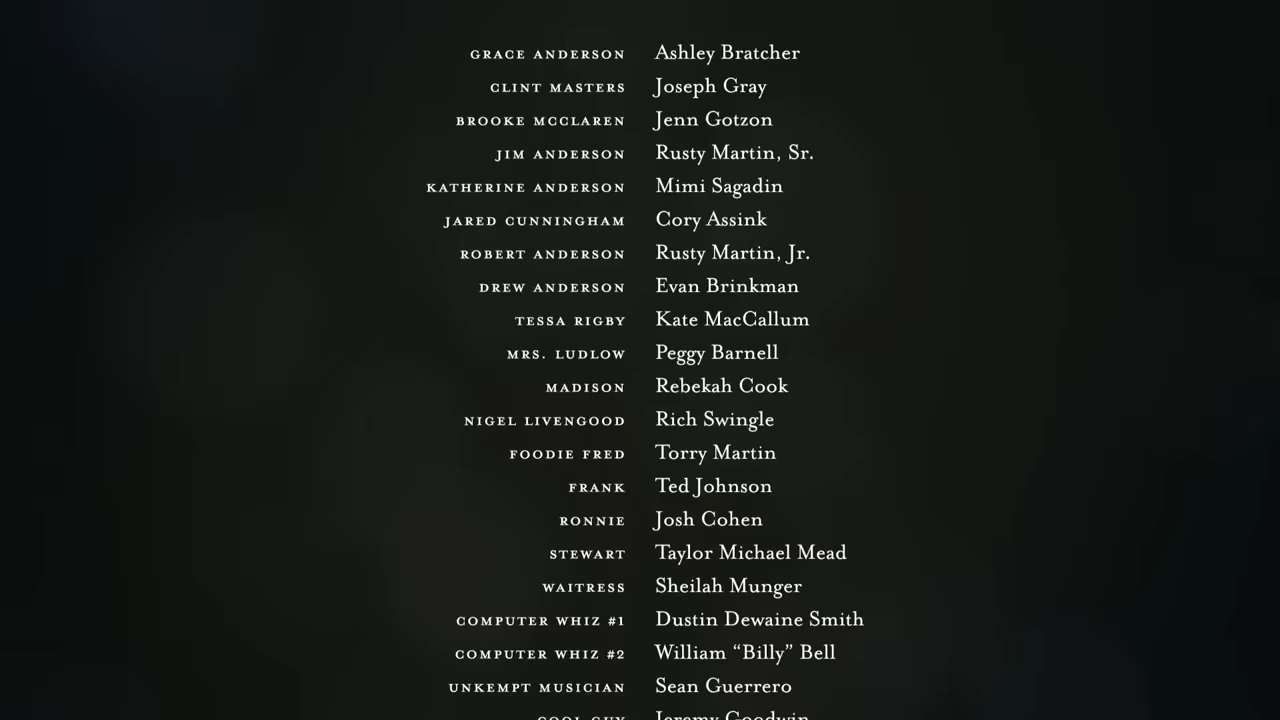 GRACE ANDERSON Ashley Bratcher
CLINT MASTERS Joseph Gray
BROOKE MCCLAREN Jenn Gotzon
JIM ANDERSON Rusty Martin, Sr.
KATHERINE ANDERSON Mimi Sagadin
JARED CUNNINGHAM Cory Assink
ROBERT ANDERSON Rusty Martin, Jr.
DREW ANDERSON Evan Brinkman
TESSA RIGBY Kate MacCallum
MRS. LUDLOW Peggy Barnell
MADISON Rebekah Cook
NIGEL LIVENGOOD Rich Swingle
FOODIE FRED Torry Martin
FRANK Ted Johnson
RONNIE Josh Cohen
STEWART Taylor Michael Mead
WAITRESS Sheilah Munger
COMPUTER WHIZ #1 Dustin Dewaine Smith
COMPUTER WHIZ #2 William “Billy” Bell
UNKEMPT MUSICIAN Sean Guerrero
COOL GUY Jeremy Goodwin